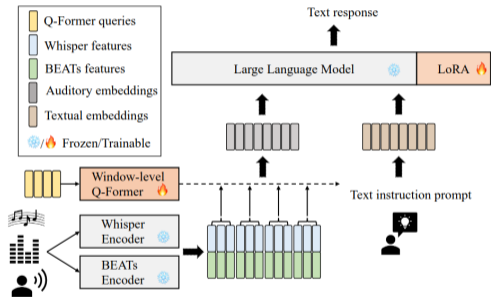 Text response
Q-Former queries
Whisper features
BEATs features
Auditory embeddings
Textual embeddings
/ Frozen/Trainable
Large Language Model
LoRA
Window-level
Q-Former
Text instruction prompt
Whisper
Encoder
BEATs
Encoder